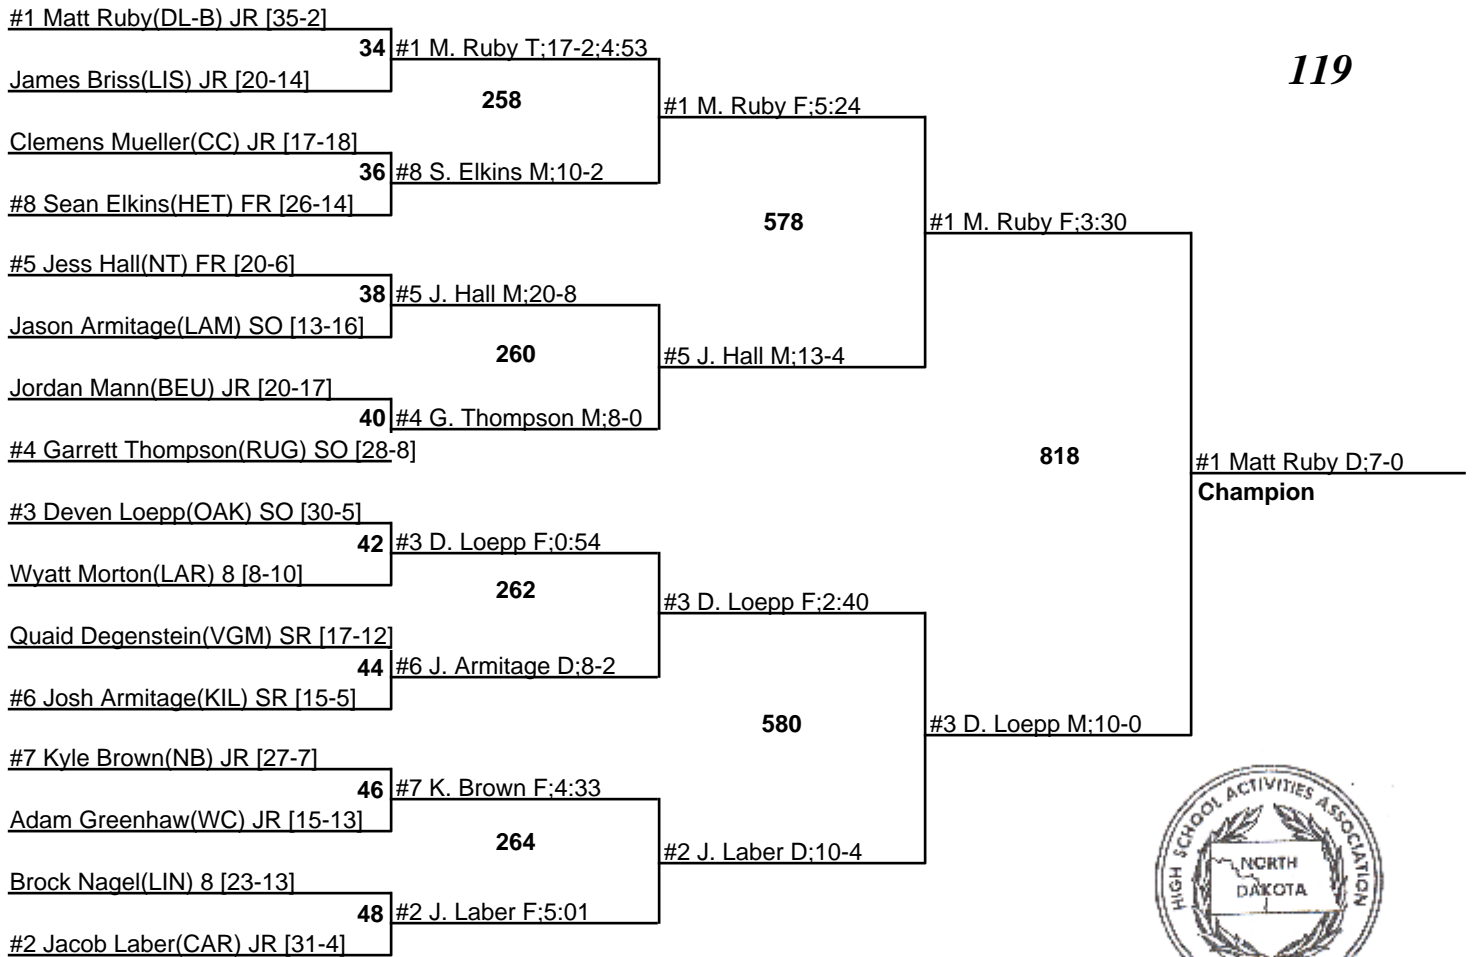 #1 Matt Ruby(DL-B) JR [35-2]
34 #1 M. Ruby T;17-2;4:53
119
James Briss(LIS) JR [20-14]
258
#1 M. Ruby F;5:24
Clemens Mueller(CC) JR [17-18]
36 #8 S. Elkins M;10-2
#8 Sean Elkins(HET) FR [26-14]
578
#1 M. Ruby F;3:30
#5 Jess Hall(NT) FR [20-6]
38 #5 J. Hall M;20-8
Jason Armitage(LAM) SO [13-16]
260
#5 J. Hall M;13-4
Jordan Mann(BEU) JR [20-17]
40 #4 G. Thompson M;8-0
#4 Garrett Thompson(RUG) SO [28-8]
818
#1 Matt Ruby D;7-0
Champion
#3 Deven Loepp(OAK) SO [30-5]
42 #3 D. Loepp F;0:54
Wyatt Morton(LAR) 8 [8-10]
262
#3 D. Loepp F;2:40
Quaid Degenstein(VGM) SR [17-12]
44 #6 J. Armitage D;8-2
#6 Josh Armitage(KIL) SR [15-5]
580
#3 D. Loepp M;10-0
#7 Kyle Brown(NB) JR [27-7]
46 #7 K. Brown F;4:33
Adam Greenhaw(WC) JR [15-13]
264
#2 J. Laber D;10-4
Brock Nagel(LIN) 8 [23-13]
48 #2 J. Laber F;5:01
#2 Jacob Laber(CAR) JR [31-4]
HIGH SCHOOL ACTIVITIES ASSOCIATION
NORTH
DAKOTA